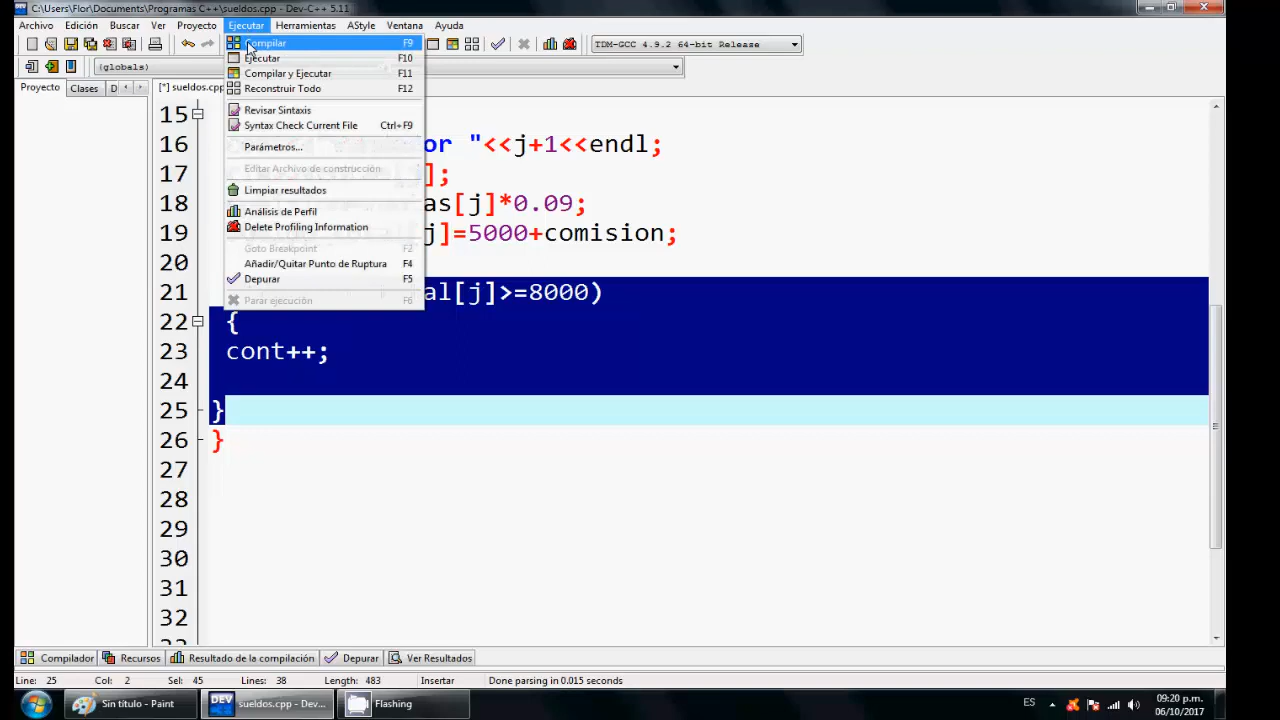 C:\Users\Flor\Documents\Programas C++\sueldos.cpp - Dev-C++ 5.11
Archivo Edición Buscar Ver Proyecto Ejecutar Herramientas AStyle Ventana Ayuda
TDM-GCC 4.9.2 64-bit Release
(globals)
Proyecto Clases D
[*] sueldos.cpp
Compilar F9
Ejecutar F10
Compilar y Ejecutar F11
Reconstruir Todo F12
Revisar Sintaxis
Syntax Check Current File Ctrl+F9
Parámetros...
Editar Archivo de construcción
Limpiar resultados
Análisis de Perfil
Delete Profiling Information
Goto Breakpoint F2
Añadir/Quitar Punto de Ruptura F4
Depurar F5
Parar ejecución F6
15
16 or "<<j+1<<endl;
17 ];
18 as[j]*0.09;
19 j]=5000+comision;
20
21 al[j]>=8000)
22 {
23 cont++;
24
25 }
26 }
27
28
29
30
31
32
Compilador Recursos Resultado de la compilación Depurar Ver Resultados
Line: 25 Col: 2 Sel: 45 Lines: 38 Length: 483 Insertar Done parsing in 0.015 seconds
Sin título - Paint
DEV sueldos.cpp - Dev...
Flashing
ES
09:20 p.m.
06/10/2017